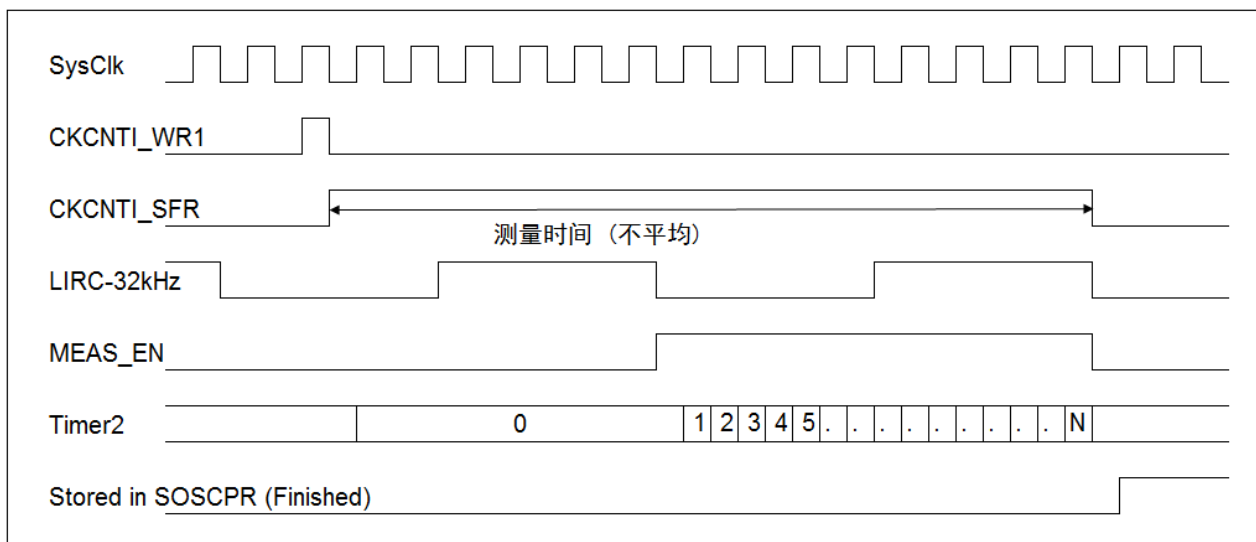 SysClk
CKCNTI_WR1
CKCNTI_SFR
测量时间 (不平均)
LIRC-32kHz
MEAS_EN
Timer2 0 1 2 3 4 5 . . . . . . . . . N
Stored in SOSCPR (Finished)